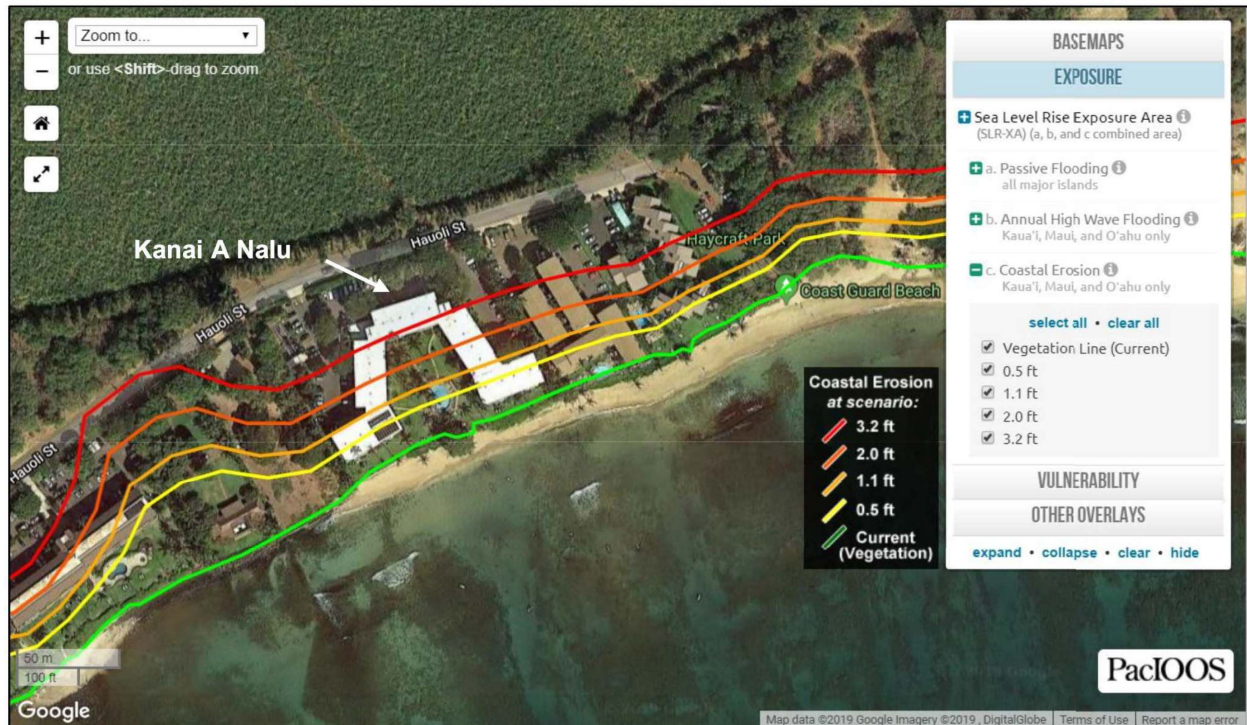 +
−
Zoom to...
or use <Shift>-drag to zoom
Kanai A Nalu
Hauoli St
Hauoli St
Hauoli St
Haycraft Park
Coast Guard Beach
Coastal Erosion
at scenario:
3.2 ft
2.0 ft
1.1 ft
0.5 ft
Current
(Vegetation)
BASEMAPS
EXPOSURE
Sea Level Rise Exposure Area
(SLR-XA) (a, b, and c combined area)
a. Passive Flooding
all major islands
b. Annual High Wave Flooding
Kaua'i, Maui, and O'ahu only
c. Coastal Erosion
Kaua'i, Maui, and O'ahu only
select all • clear all
Vegetation Line (Current)
0.5 ft
1.1 ft
2.0 ft
3.2 ft
VULNERABILITY
OTHER OVERLAYS
expand • collapse • clear • hide
50 m
100 ft
Google
PacIOOS
Map data ©2019 Google Imagery ©2019 , DigitalGlobe
Terms of Use
Report a map error